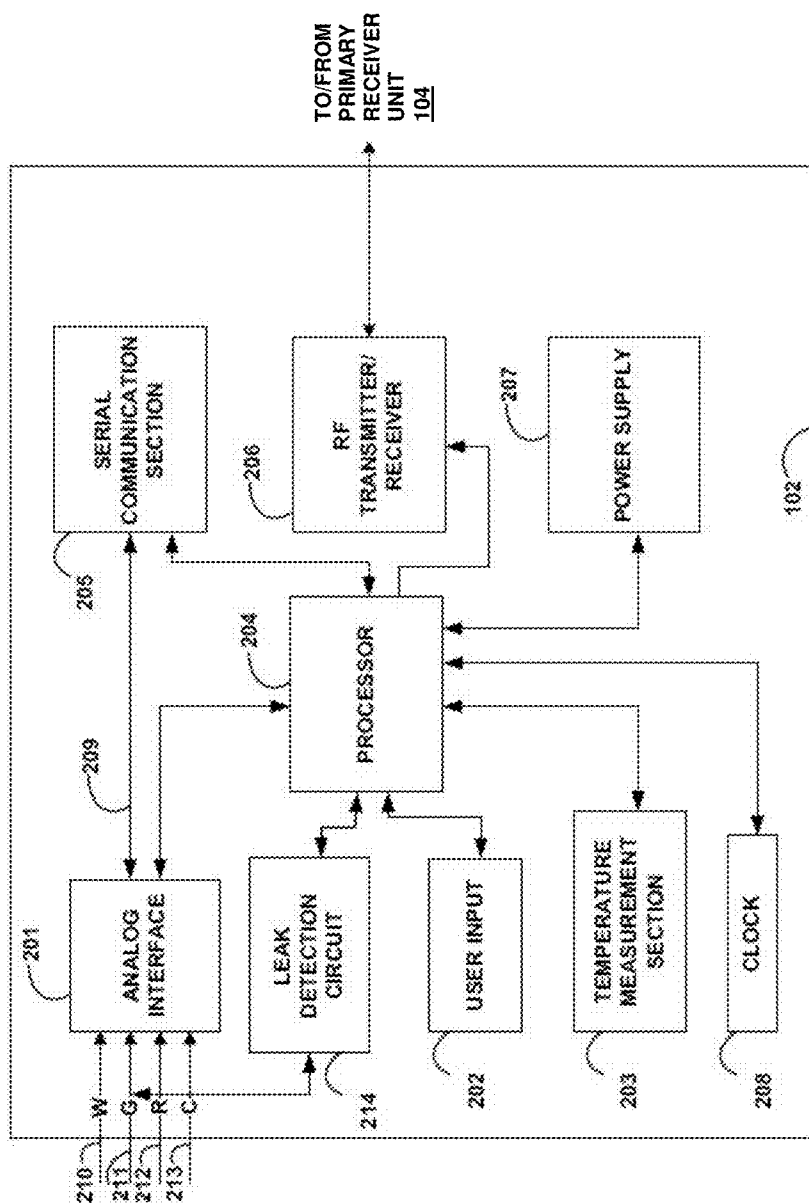 210
W
211
G
212
R
213
C
201
ANALOG
INTERFACE
209
205
SERIAL
COMMUNICATION
SECTION
214
LEAK
DETECTION
CIRCUIT
204
PROCESSOR
206
RF
TRANSMITTER/
RECEIVER
TO/FROM
PRIMARY
RECEIVER
UNIT
104
202
USER INPUT
203
TEMPERATURE
MEASUREMENT
SECTION
207
POWER SUPPLY
208
CLOCK
102